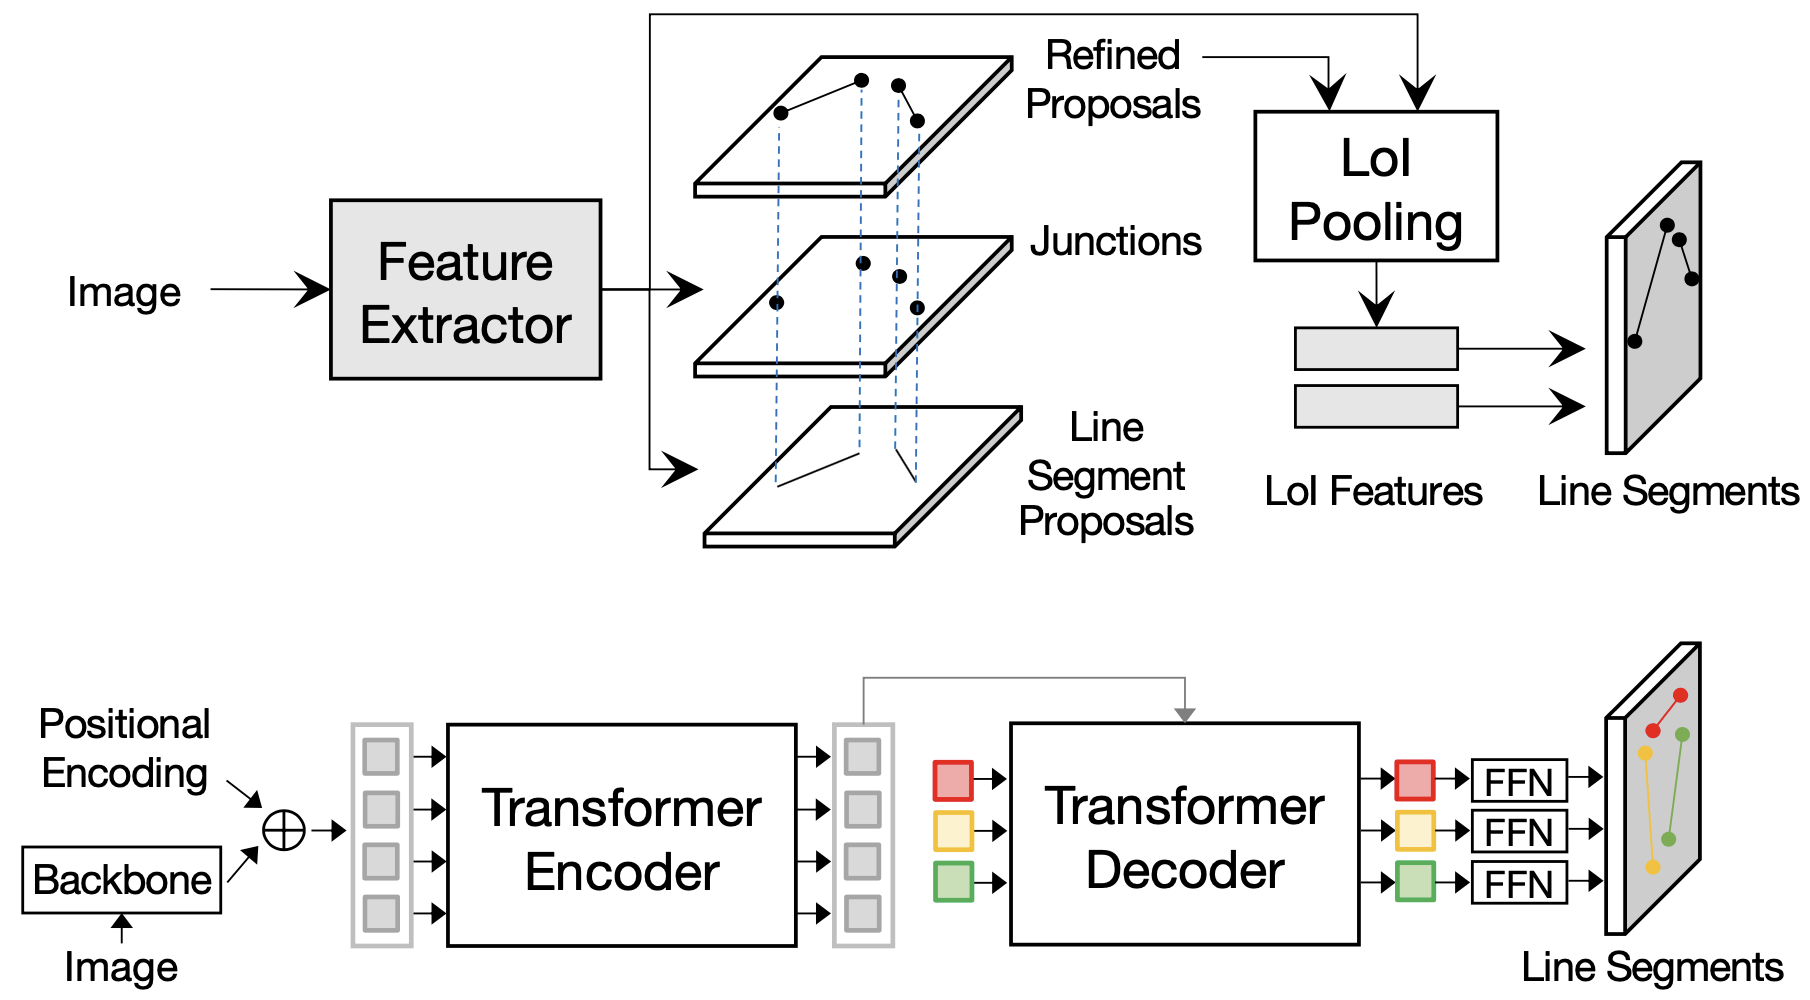 Image
Feature
Extractor
Refined
Proposals
Junctions
Line
Segment
Proposals
LoI
Pooling
LoI Features
Line Segments
Positional
Encoding
Backbone
Image
Transformer
Encoder
Transformer
Decoder
FFN
FFN
FFN
Line Segments